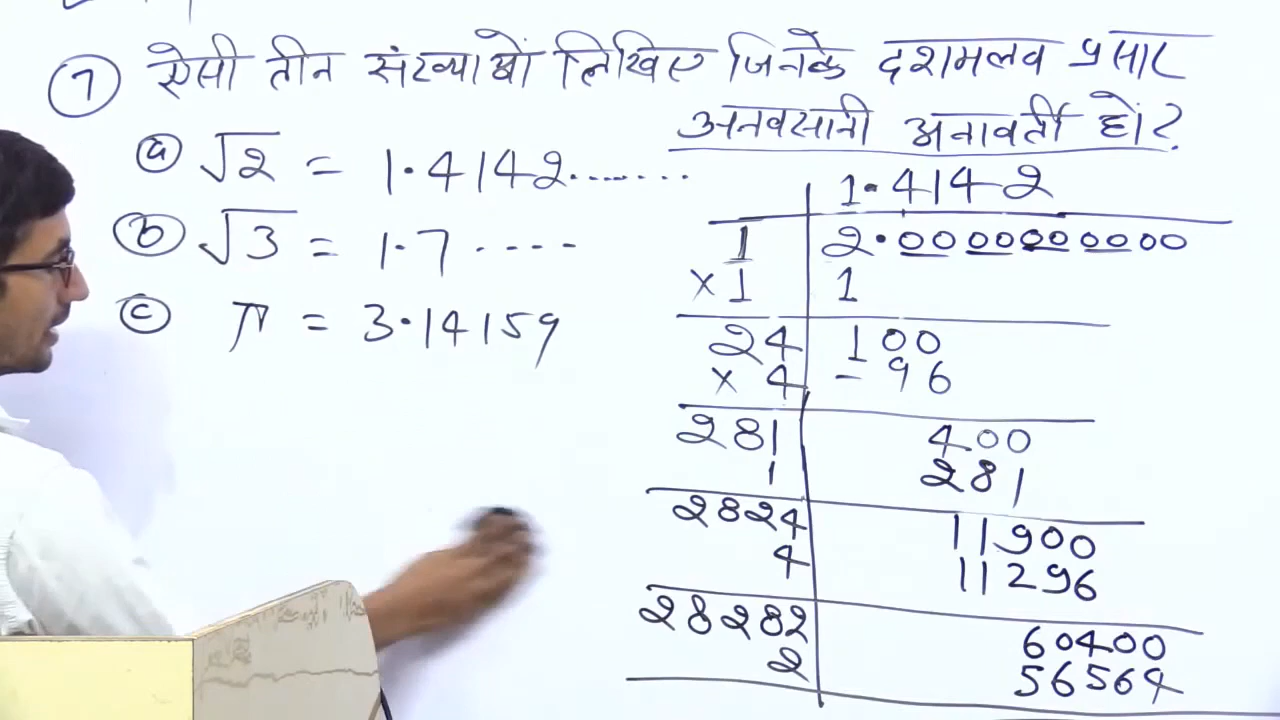 7 ऐसी तीन संख्याओं लिखिए जिनके दशमलव प्रसार
अनवसानी अनावर्ती हों?
a √2 = 1.4142.......
b √3 = 1.7 ....
c π = 3.14159
1.4142
1 2.0000000000
×1 1
24 100
× 4 - 96
281 400
1 281
2824 11900
4 11296
28282 60400
2 56564